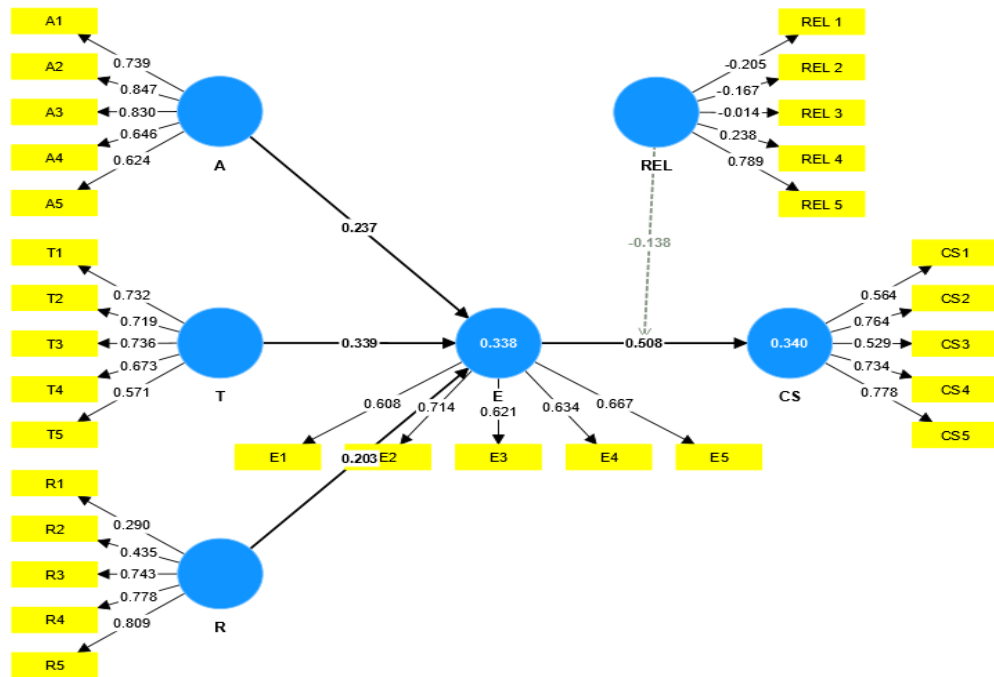 A1
A2
A3
A4
A5
0.739
0.847
0.830
0.646
0.624
A
REL 1
REL 2
REL 3
REL 4
REL 5
-0.205
-0.167
-0.014
0.238
0.789
REL
0.237
-0.138
T1
T2
T3
T4
T5
0.732
0.719
0.736
0.673
0.571
T
0.339
0.338
E
0.508
0.340
CS
CS1
CS2
CS3
CS4
CS5
0.564
0.764
0.529
0.734
0.778
0.608
0.714
0.621
0.634
0.667
E1
E2
E3
E4
E5
0.203
R1
R2
R3
R4
R5
0.290
0.435
0.743
0.778
0.809
R